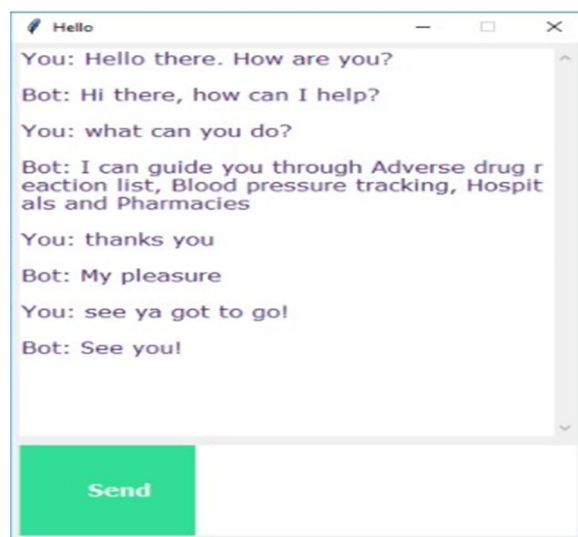 Hello
You: Hello there. How are you?
Bot: Hi there, how can I help?
You: what can you do?
Bot: I can guide you through Adverse drug r
eaction list, Blood pressure tracking, Hospit
als and Pharmacies
You: thanks you
Bot: My pleasure
You: see ya got to go!
Bot: See you!
Send